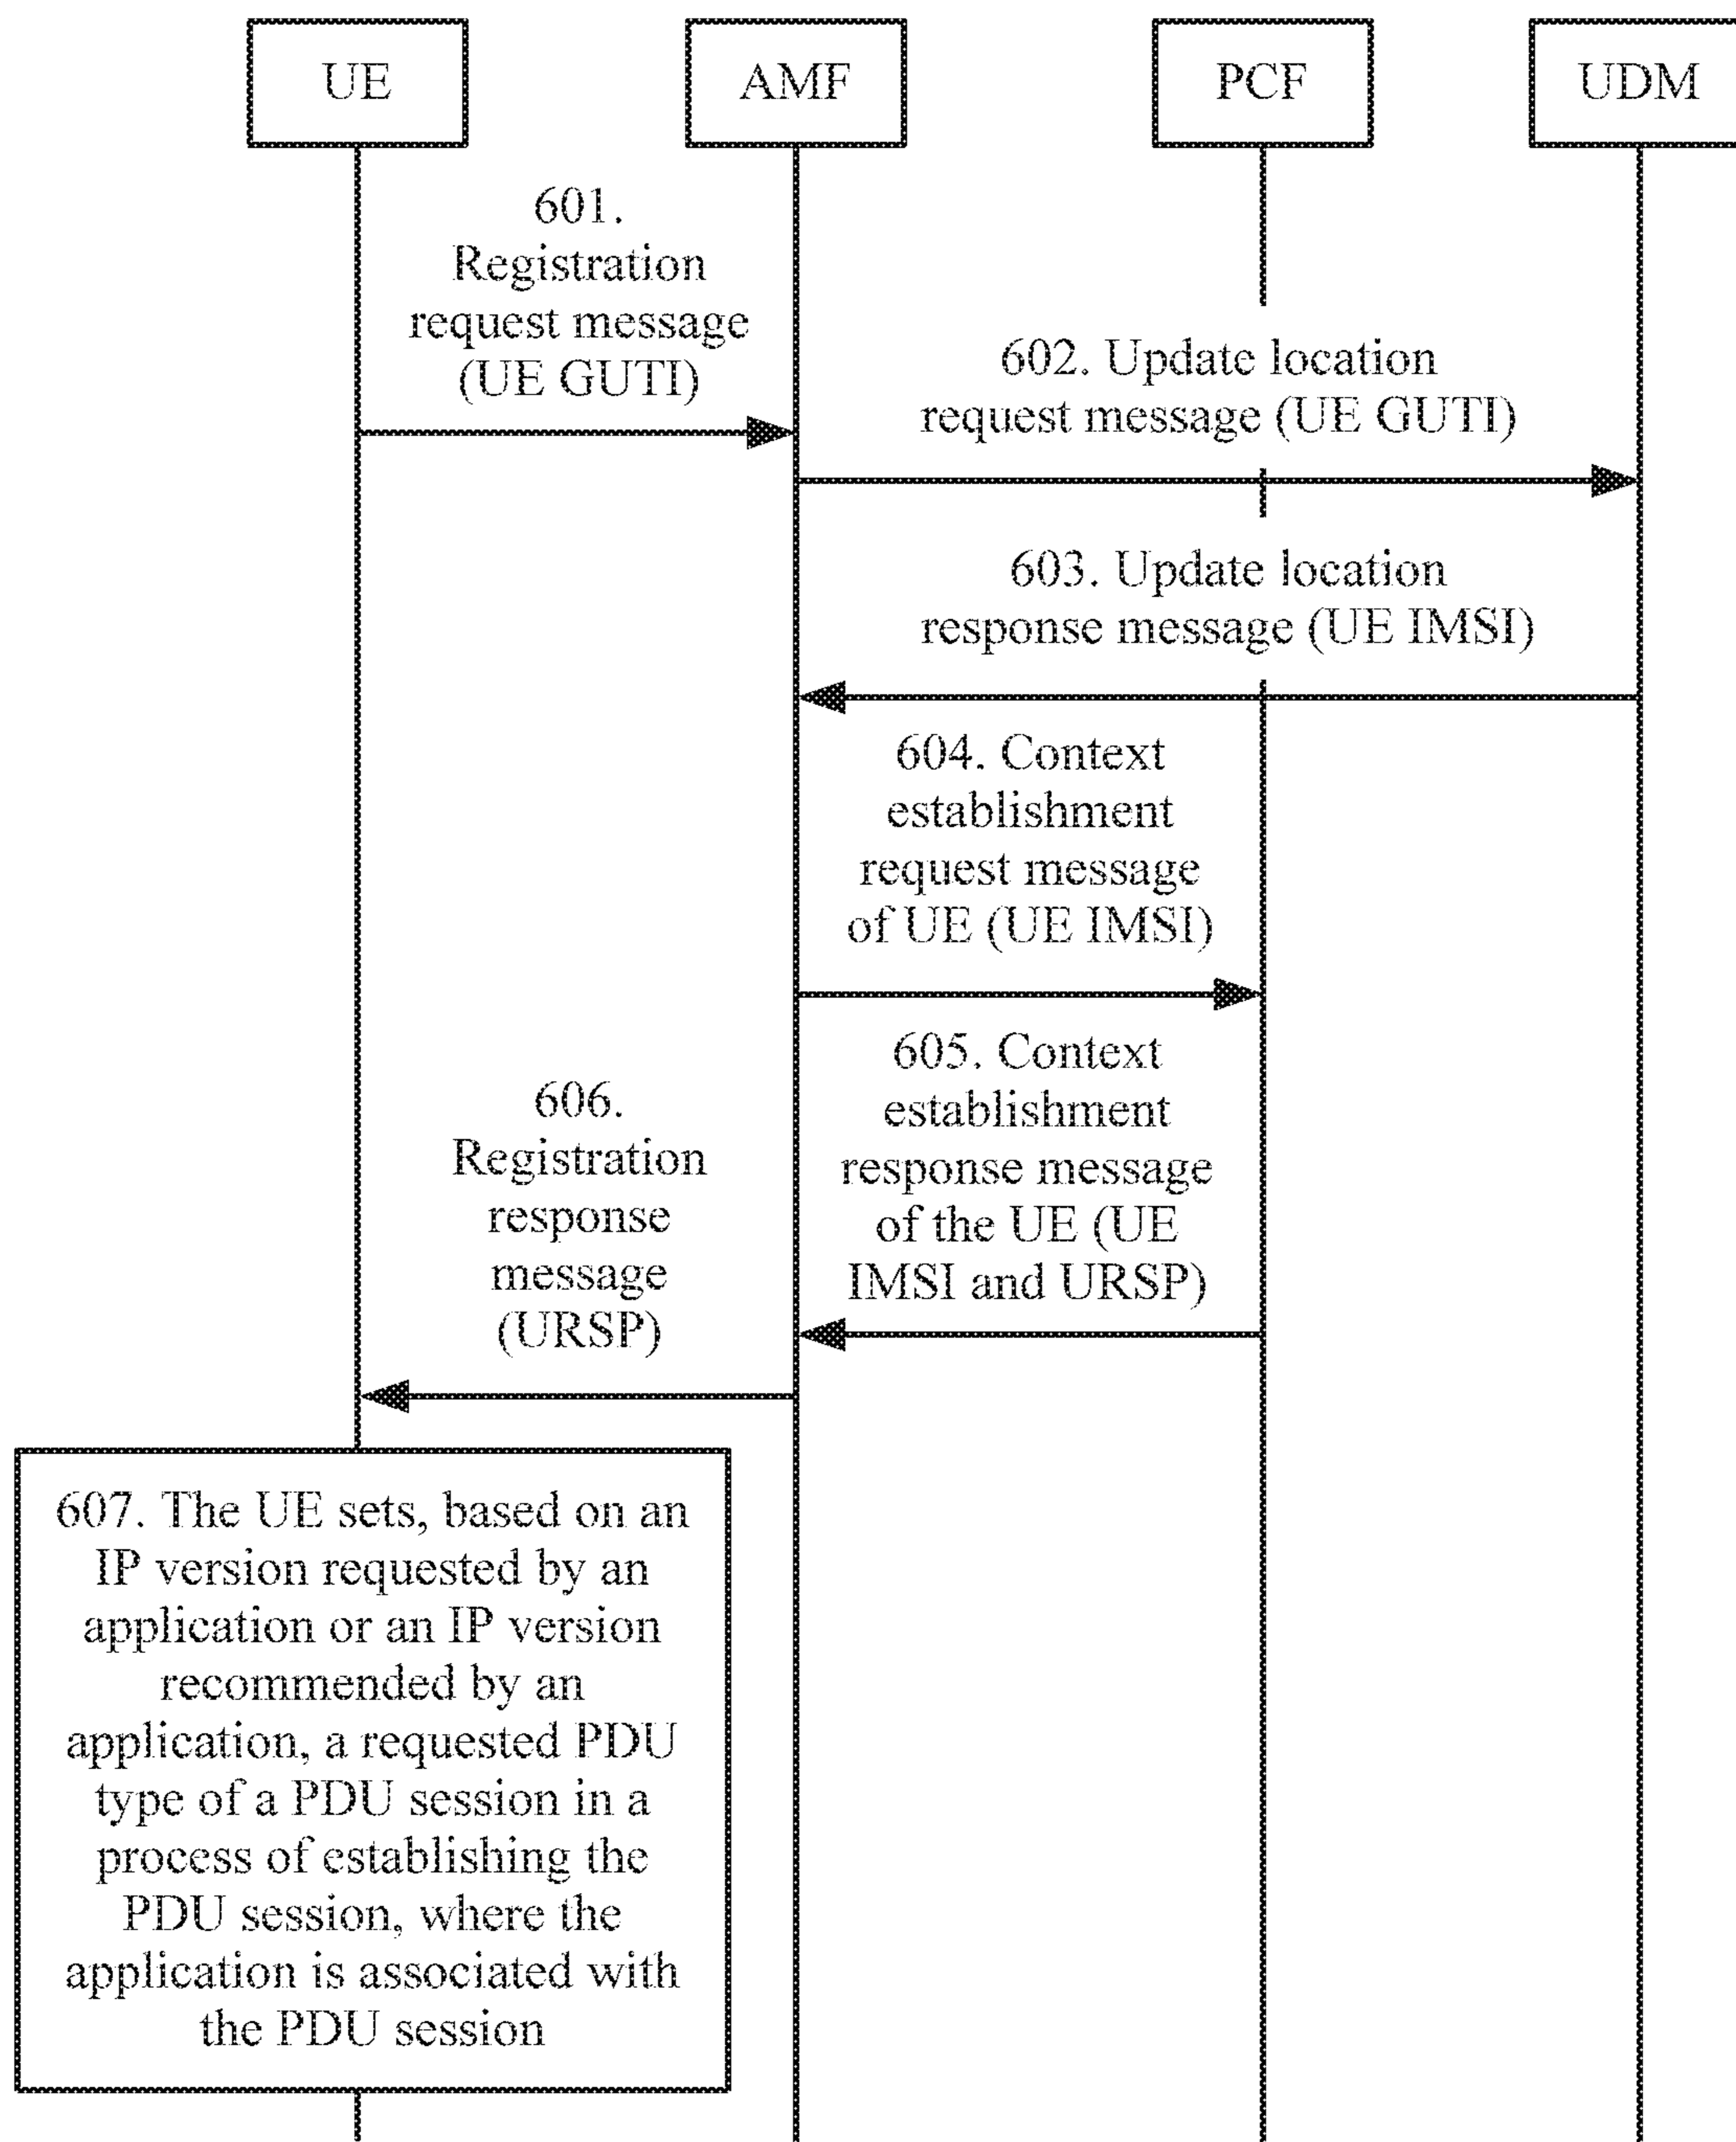 UE
AMF
PCF
UDM
601.
Registration
request message
(UE GUTI)
602. Update location
request message (UE GUTI)
603. Update location
response message (UE IMSI)
604. Context
establishment
request message
of UE (UE IMSI)
605. Context
establishment
response message
of the UE (UE
IMSI and URSP)
606.
Registration
response
message
(URSP)
607. The UE sets, based on an
IP version requested by an
application or an IP version
recommended by an
application, a requested PDU
type of a PDU session in a
process of establishing the
PDU session, where the
application is associated with
the PDU session